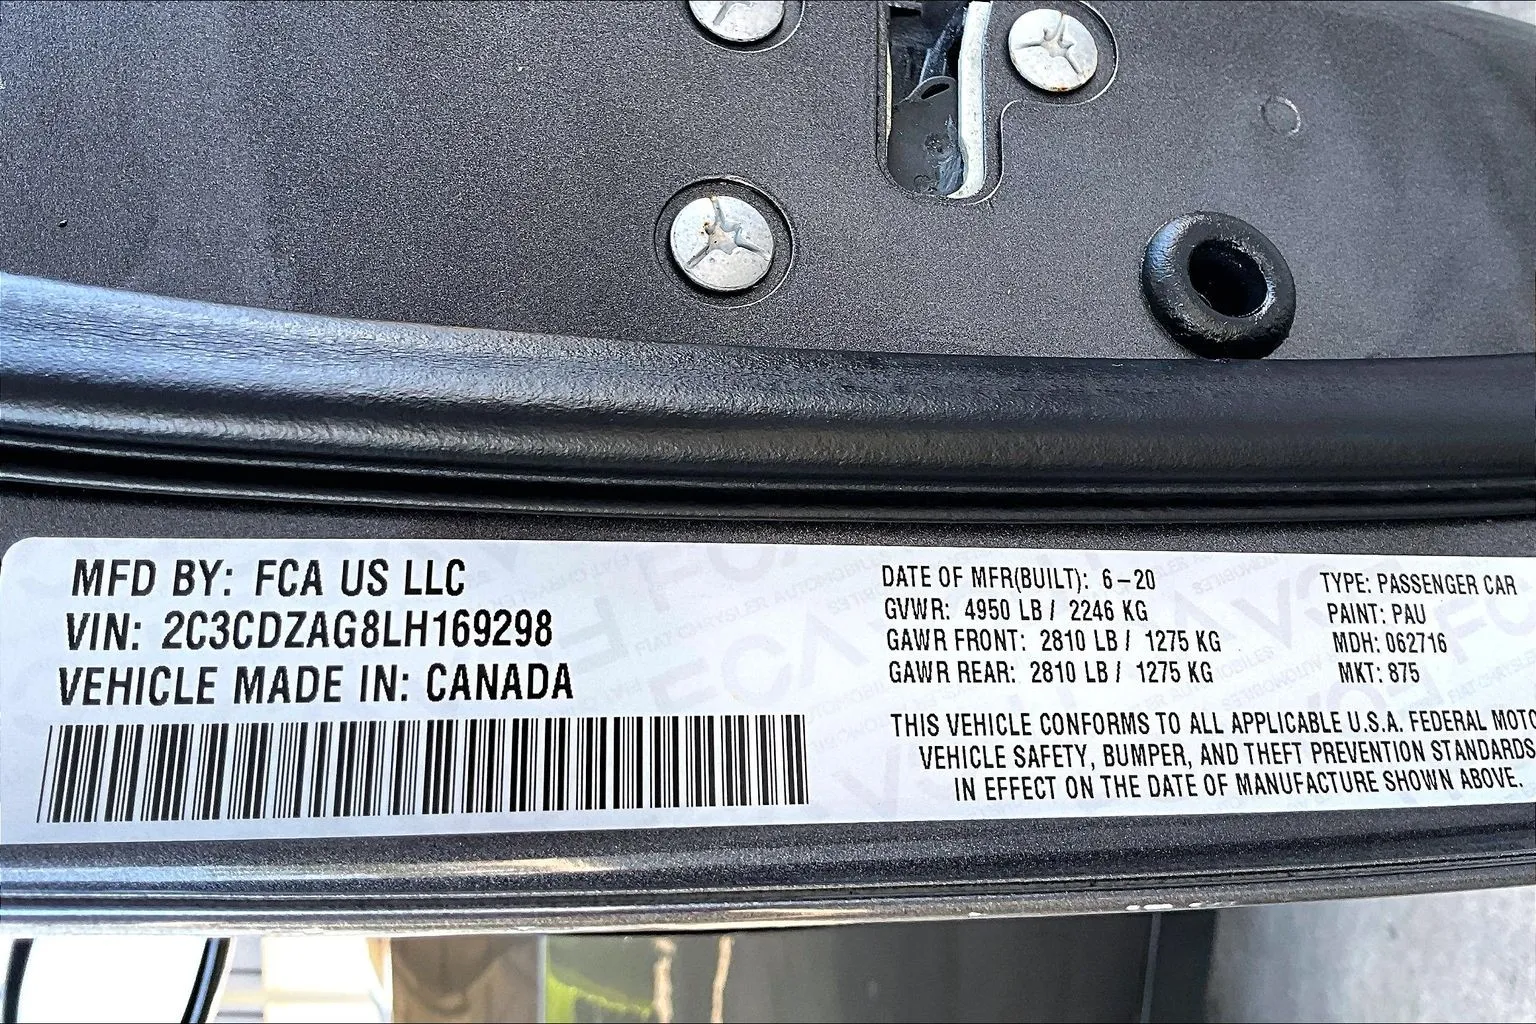 MFD BY: FCA US LLC
VIN: 2C3CDZAG8LH169298
VEHICLE MADE IN: CANADA
DATE OF MFR(BUILT): 6-20
GVWR: 4950 LB / 2246 KG
GAWR FRONT: 2810 LB / 1275 KG
GAWR REAR: 2810 LB / 1275 KG
TYPE: PASSENGER CAR
PAINT: PAU
MDH: 062716
MKT: 875
THIS VEHICLE CONFORMS TO ALL APPLICABLE U.S.A. FEDERAL MOTO
VEHICLE SAFETY, BUMPER, AND THEFT PREVENTION STANDARDS
IN EFFECT ON THE DATE OF MANUFACTURE SHOWN ABOVE.